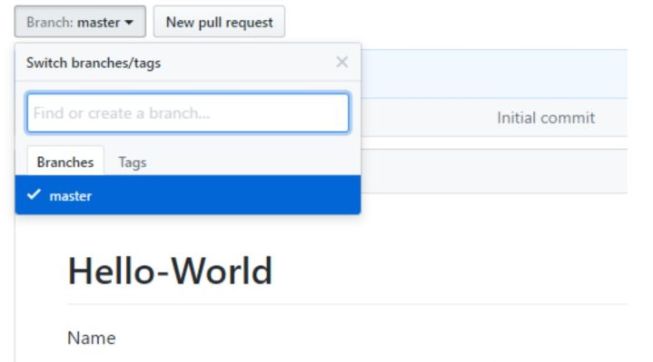 Branch: master New pull request
Switch branches/tags
Find or create a branch...
Initial commit
Branches Tags
master
Hello-World
Name